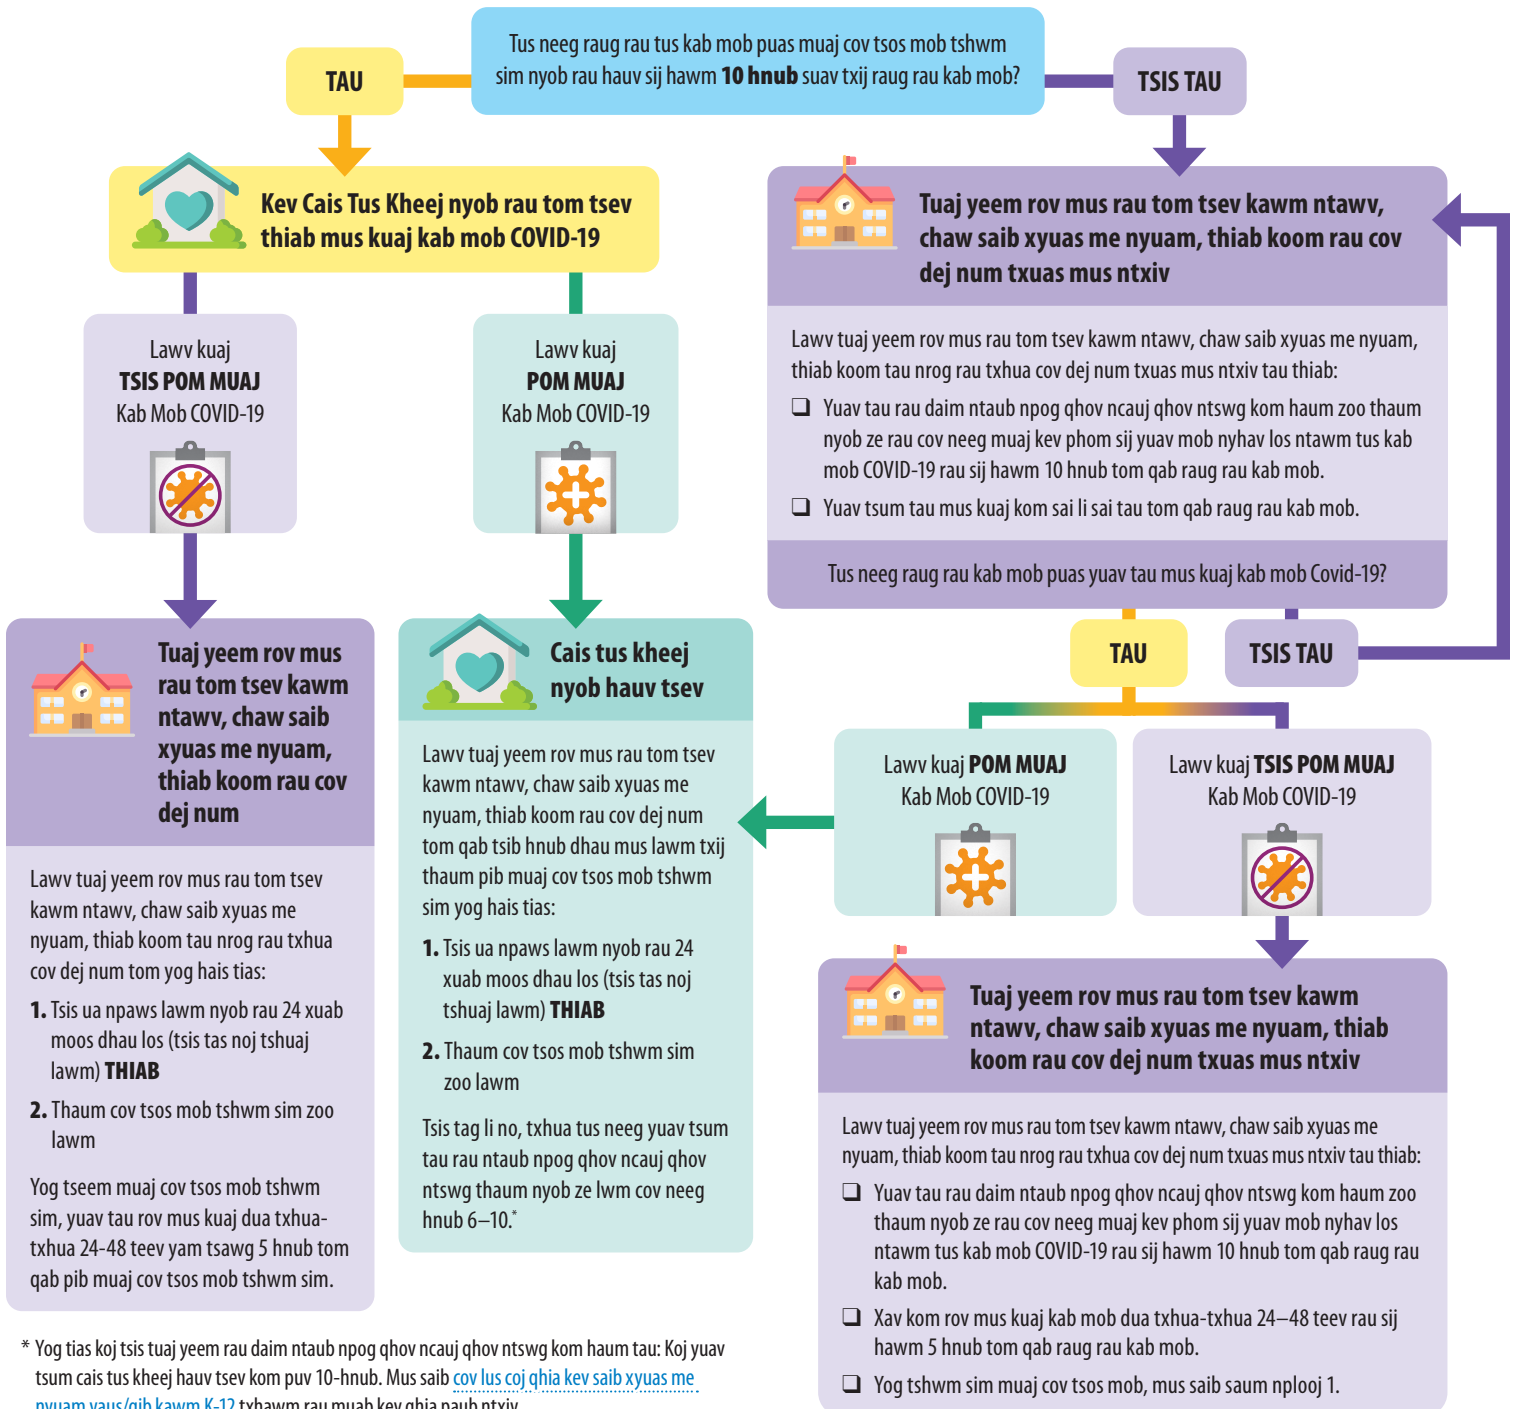 Tus neeg raug rau tus kab mob puas muaj cov tsos mob tshwm
sim nyob rau hauv sij hawm 10 hnub suav txij raug rau kab mob?
TAU
TSIS TAU
Kev Cais Tus Kheej nyob rau tom tsev
thiab mus kuaj kab mob COVID-19
Lawv kuaj
TSIS POM MUAJ
Kab Mob COVID-19
Lawv kuaj
POM MUAJ
Kab Mob COVID-19
Tuaj yeem rov mus
rau tom tsev kawm
ntawv, chaw saib
xyuas me nyuam,
thiab koom rau cov
dej num
Lawv tuaj yeem rov mus rau tom tsev
kawm ntawv, chaw saib xyuas me
nyuam, thiab koom tau nrog rau txhua
cov dej num tom yog hais tias:
1. Tsis ua npaws lawm nyob rau 24 xuab
moos dhau los (tsis tas noj tshuaj
lawm) THIAB
2. Thaum cov tsos mob tshwm sim zoo
lawm
Yog tseem muaj cov tsos mob tshwm
sim, yuav tau rov mus kuaj dua txhua-
txhua 24-48 teev yam tsawg 5 hnub tom
qab pib muaj cov tsos mob tshwm sim.
Cais tus kheej
nyob hauv tsev
Lawv tuaj yeem rov mus rau tom tsev
kawm ntawv, chaw saib xyuas me
nyuam, thiab koom rau cov dej num
tom qab tsib hnub dhau mus lawm txij
thaum pib muaj cov tsos mob tshwm
sim yog hais tias:
1. Tsis ua npaws lawm nyob rau 24
xuab moos dhau los (tsis tas noj
tshuaj lawm) THIAB
2. Thaum cov tsos mob tshwm sim
zoo lawm
Tsis tag li no, txhua tus neeg yuav tsum
tau rau ntaub npog qhov ncauj qhov
ntswg thaum nyob ze lwm cov neeg
hnub 6–10.*
Tuaj yeem rov mus rau tom tsev kawm ntawv,
chaw saib xyuas me nyuam, thiab koom rau cov
dej num txuas mus ntxiv
Lawv tuaj yeem rov mus rau tom tsev kawm ntawv, chaw saib xyuas me nyuam,
thiab koom tau nrog rau txhua cov dej num txuas mus ntxiv tau thiab:
❑ Yuav tau rau daim ntaub npog qhov ncauj qhov ntswg kom haum zoo thaum
nyob ze rau cov neeg muaj kev phom sij yuav mob nyhav los ntawm tus kab
mob COVID-19 rau sij hawm 10 hnub tom qab raug rau kab mob.
❑ Yuav tsum tau mus kuaj kom sai li sai tau tom qab raug rau kab mob.
Tus neeg raug rau kab mob puas yuav tau mus kuaj kab mob Covid-19?
TAU
TSIS TAU
Lawv kuaj POM MUAJ
Kab Mob COVID-19
Lawv kuaj TSIS POM MUAJ
Kab Mob COVID-19
Tuaj yeem rov mus rau tom tsev kawm
ntawv, chaw saib xyuas me nyuam, thiab
koom rau cov dej num txuas mus ntxiv
Lawv tuaj yeem rov mus rau tom tsev kawm ntawv, chaw saib xyuas me
nyuam, thiab koom tau nrog rau txhua cov dej num txuas mus ntxiv tau thiab:
❑ Yuav tau rau daim ntaub npog qhov ncauj qhov ntswg kom haum zoo
thaum nyob ze rau cov neeg muaj kev phom sij yuav mob nyhav los
ntawm tus kab mob COVID-19 rau sij hawm 10 hnub tom qab raug rau
kab mob.
❑ Xav kom rov mus kuaj kab mob dua txhua-txhua 24–48 teev rau sij
hawm 5 hnub tom qab raug rau kab mob.
❑ Yog tshwm sim muaj cov tsos mob, mus saib saum nplooj 1.
* Yog tias koj tsis tuaj yeem rau daim ntaub npog qhov ncauj qhov ntswg kom haum tau: Koj yuav
tsum cais tus kheej hauv tsev kom puv 10-hnub. Mus saib cov lus coj qhia kev saib xyuas me
nyuam yaus/qib kawm K-12 txhawm rau muab kev qhia paub ntxiv